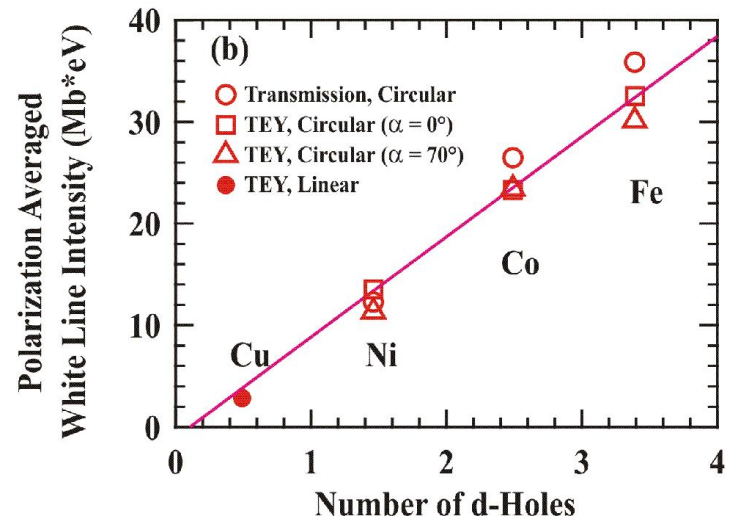 (b)
Transmission, Circular
TEY, Circular (α = 0°)
TEY, Circular (α = 70°)
TEY, Linear
Cu
Ni
Co
Fe
40
30
20
10
0
0 1 2 3 4
Number of d-Holes
Polarization Averaged
White Line Intensity (Mb*eV)